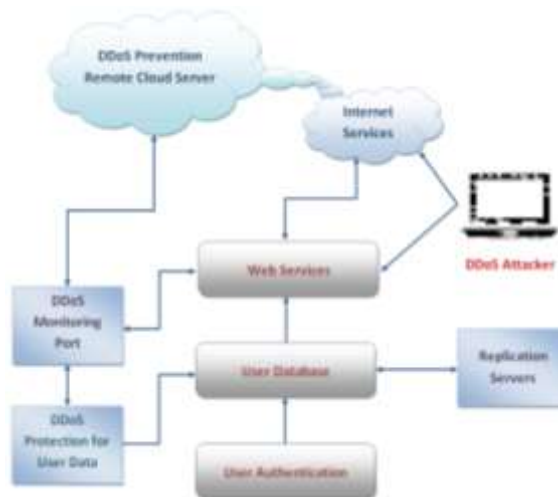 DDoS Prevention
Remote Cloud Server
Internet
Services
DDoS Attacker
Web Services
DDoS
Monitoring
Port
User Database
Replication
Servers
DDoS
Protection for
User Data
User Authentication